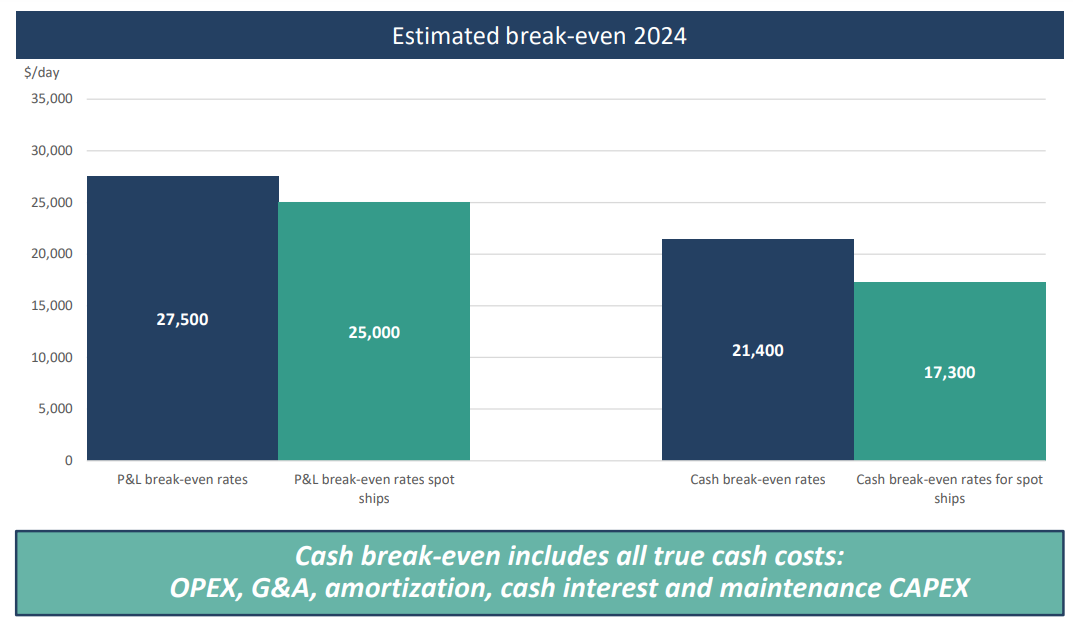 Estimated break-even 2024
$/day
35,000
30,000
25,000
20,000
15,000
10,000
5,000
0
27,500
25,000
21,400
17,300
P&L break-even rates
P&L break-even rates spot
ships
Cash break-even rates
Cash break-even rates for spot
ships
Cash break-even includes all true cash costs:
OPEX, G&A, amortization, cash interest and maintenance CAPEX